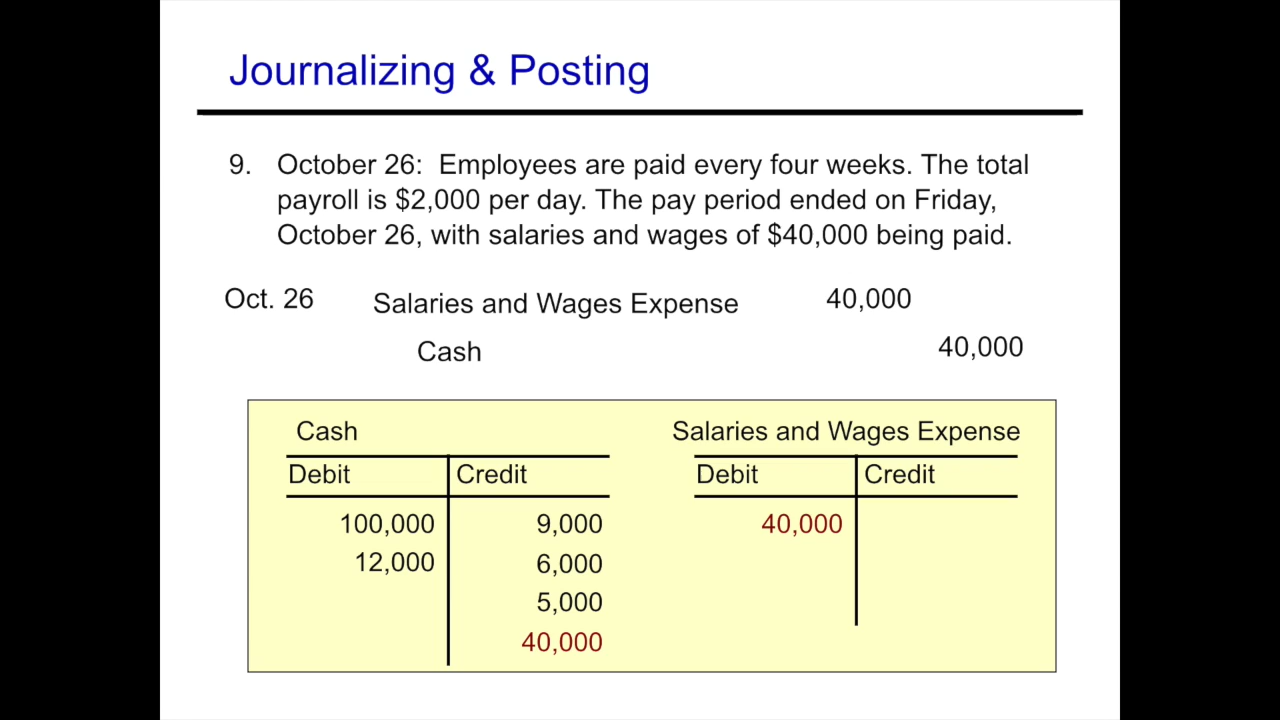 Journalizing & Posting
9. October 26: Employees are paid every four weeks. The total
payroll is $2,000 per day. The pay period ended on Friday,
October 26, with salaries and wages of $40,000 being paid.
Oct. 26 Salaries and Wages Expense 40,000
Cash 40,000
Cash Salaries and Wages Expense
Debit Credit Debit Credit
100,000 9,000 40,000
12,000 6,000
5,000
40,000